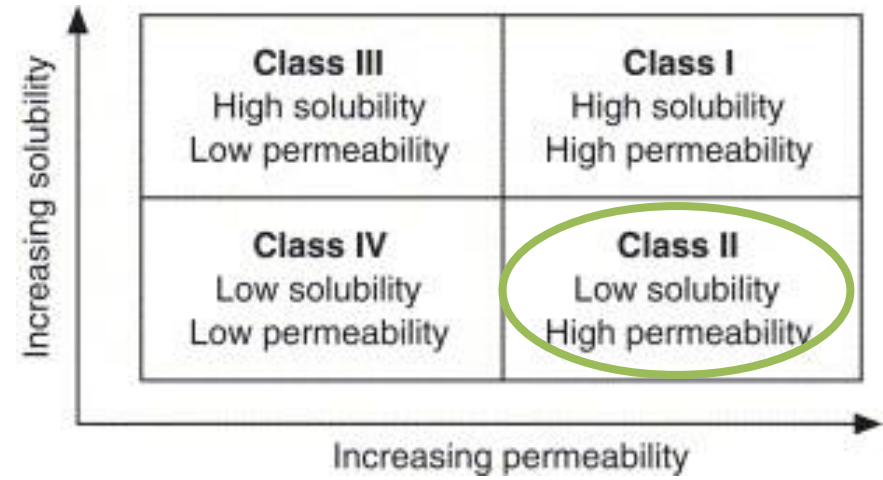 Increasing solubility
Class III
High solubility
Low permeability
Class I
High solubility
High permeability
Class IV
Low solubility
Low permeability
Class II
Low solubility
High permeability
Increasing permeability